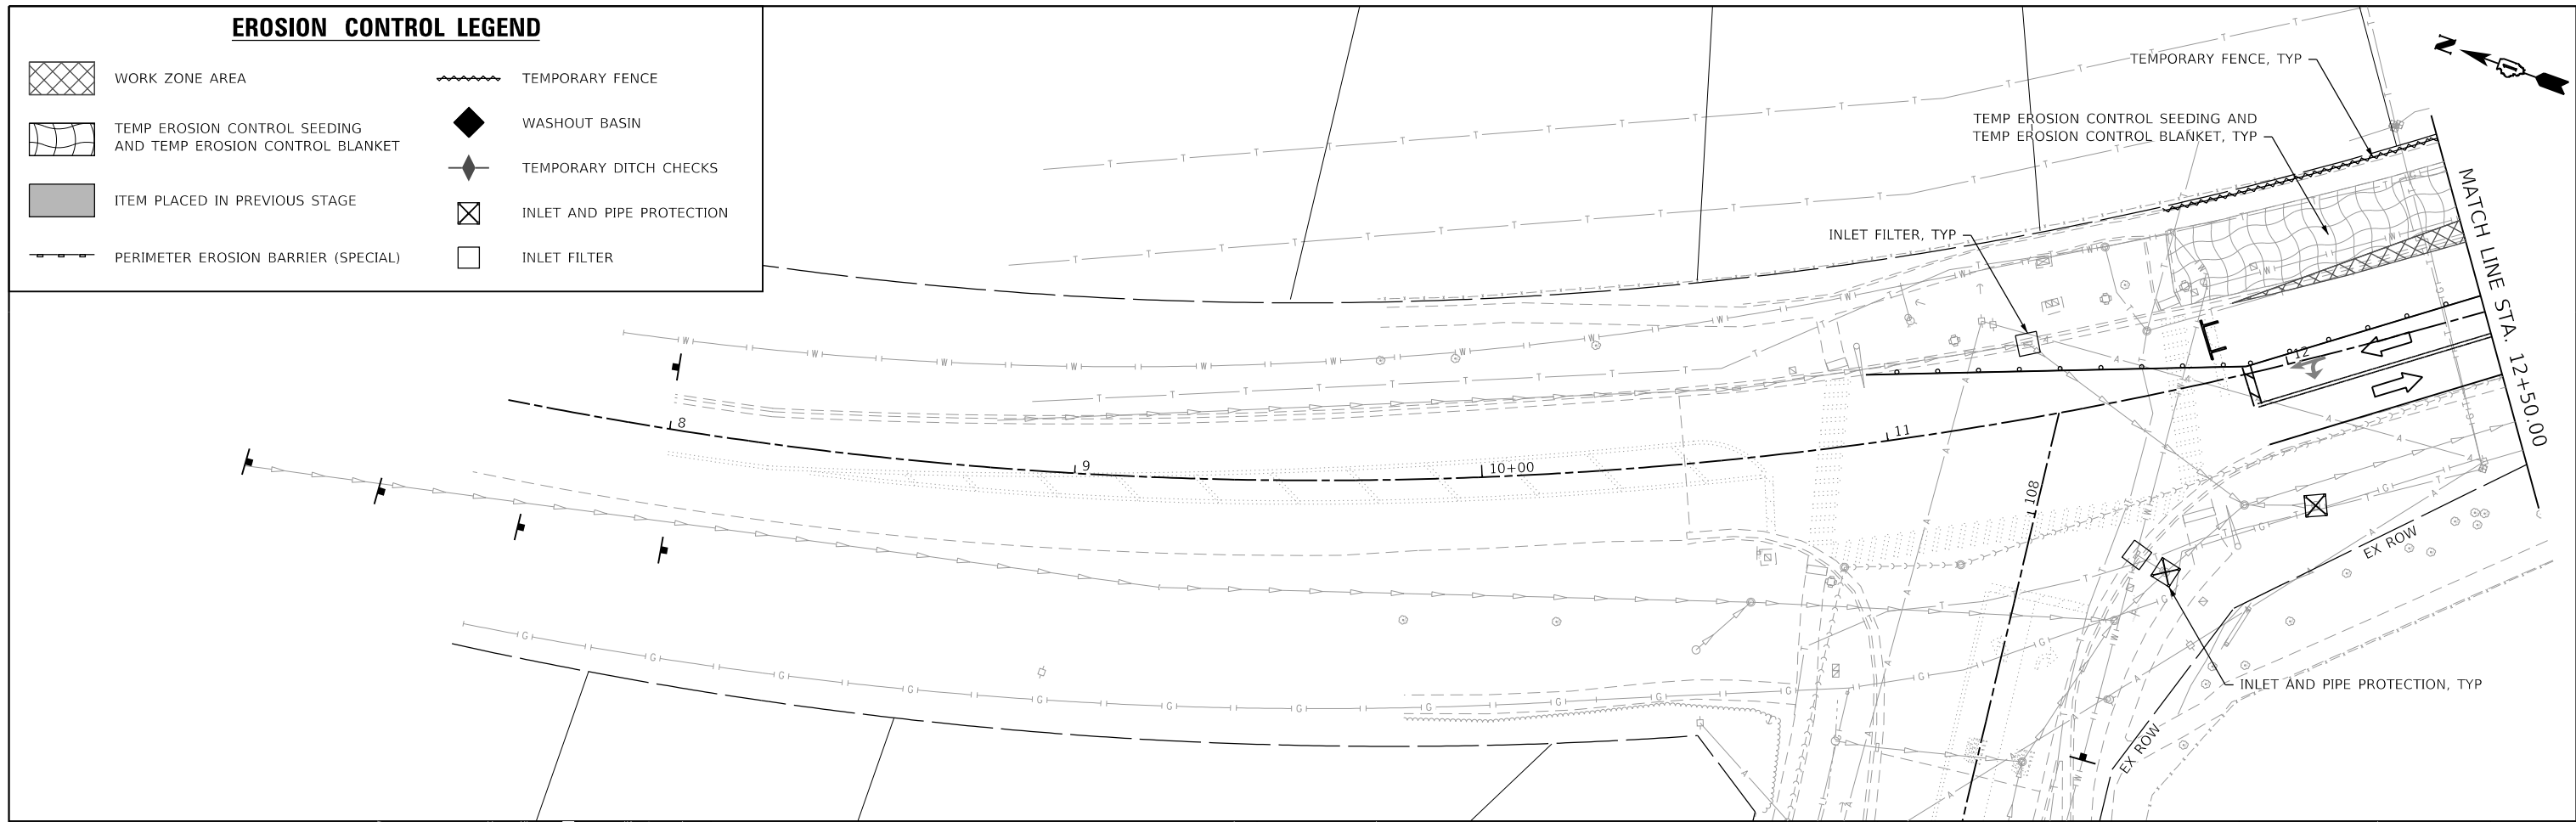 EROSION CONTROL LEGEND
WORK ZONE AREA
TEMP EROSION CONTROL SEEDING
AND TEMP EROSION CONTROL BLANKET
ITEM PLACED IN PREVIOUS STAGE
PERIMETER EROSION BARRIER (SPECIAL)
TEMPORARY FENCE
WASHOUT BASIN
TEMPORARY DITCH CHECKS
INLET AND PIPE PROTECTION
INLET FILTER
N
TEMPORARY FENCE, TYP
TEMP EROSION CONTROL SEEDING AND
TEMP EROSION CONTROL BLANKET, TYP
INLET FILTER, TYP
MATCH LINE STA. 12+50.00
8
9
10+00
11
12
108
EX ROW
INLET AND PIPE PROTECTION, TYP
EX ROW